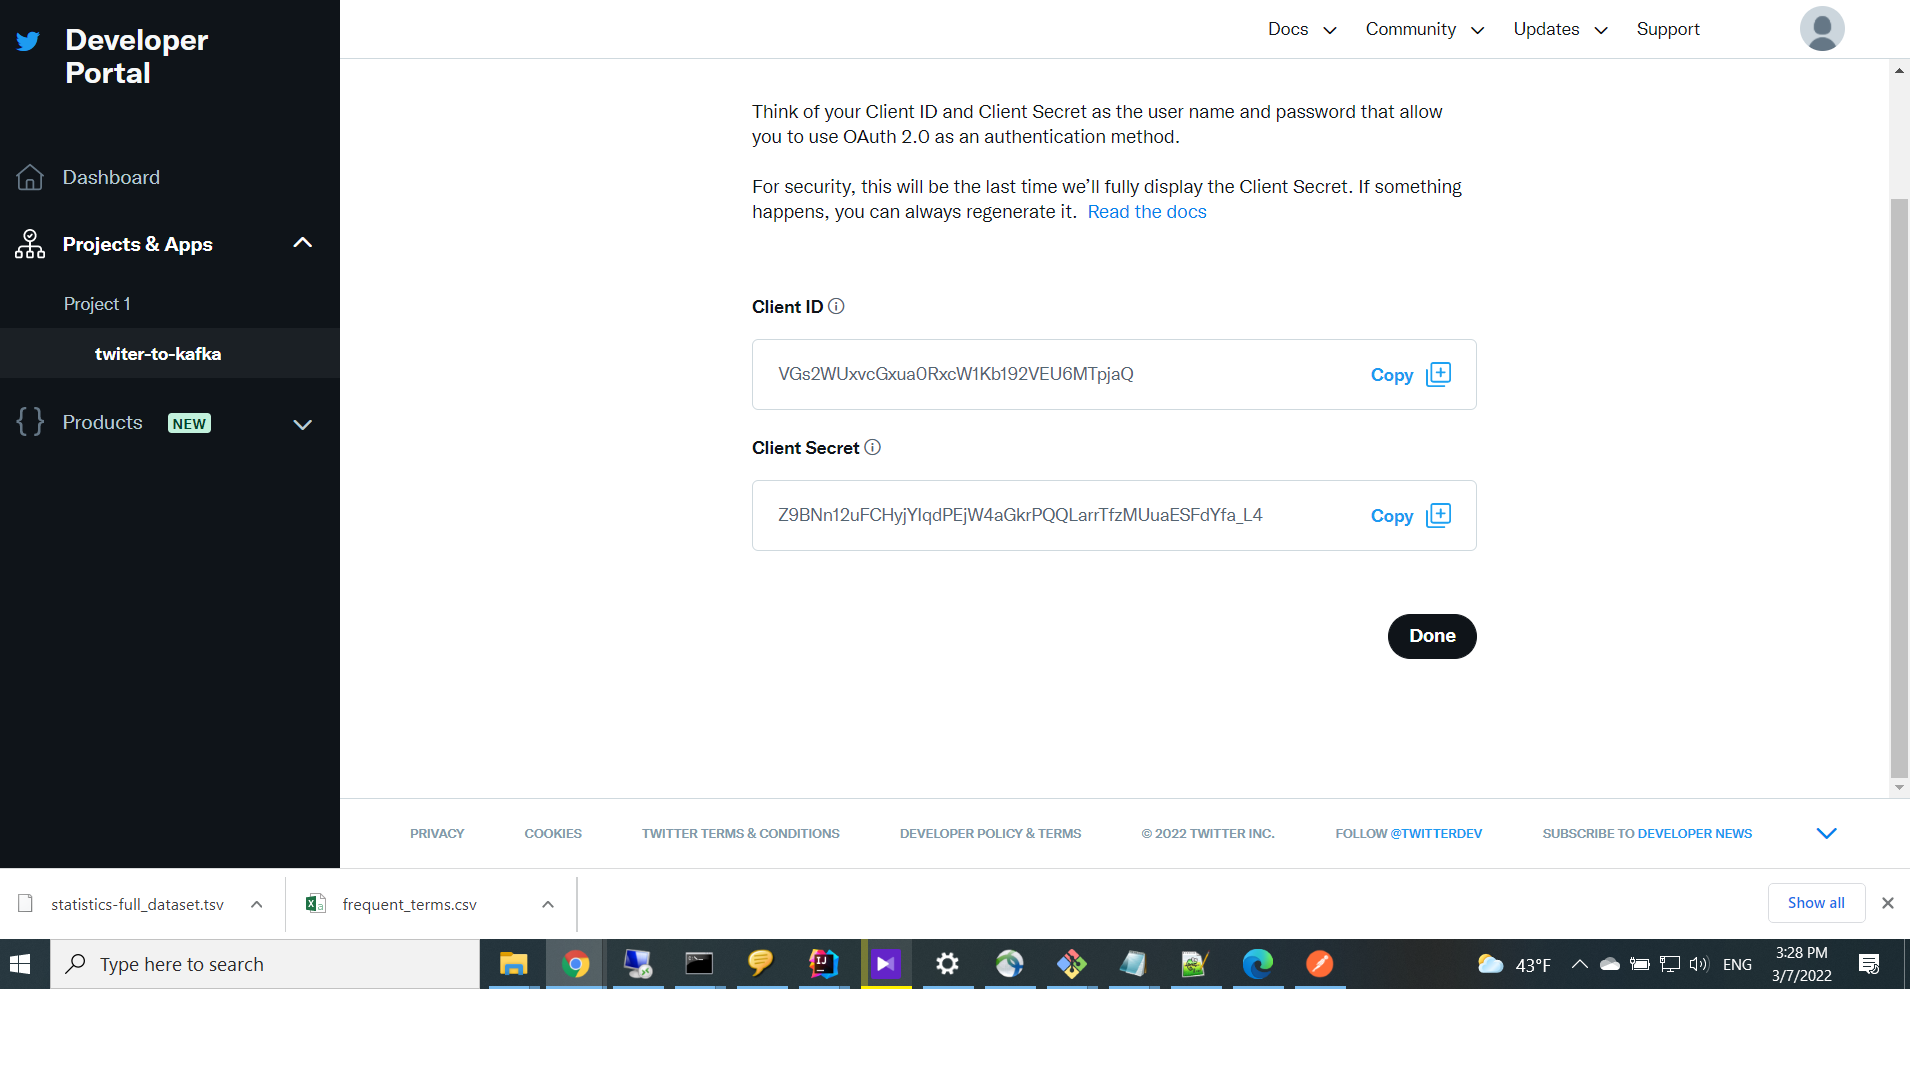 Developer
Portal
Docs
Community
Updates
Support
Dashboard
Projects & Apps
Project 1
twiter-to-kafka
Products NEW
Think of your Client ID and Client Secret as the user name and password that allow
you to use OAuth 2.0 as an authentication method.
For security, this will be the last time we’ll fully display the Client Secret. If something
happens, you can always regenerate it. Read the docs
Client ID
VGs2WUxvcGxua0RxcW1Kb192VEU6MTpjaQ Copy
Client Secret
Z9BNn12uFCHyjYIqdPEjW4aGkrPQQLarrTfzMUuaESFdYfa_L4 Copy
Done
PRIVACY
COOKIES
TWITTER TERMS & CONDITIONS
DEVELOPER POLICY & TERMS
© 2022 TWITTER INC.
FOLLOW @TWITTERDEV
SUBSCRIBE TO DEVELOPER NEWS
statistics-full_dataset.tsv
frequent_terms.csv
Show all
Type here to search
43°F
ENG
3:28 PM
3/7/2022